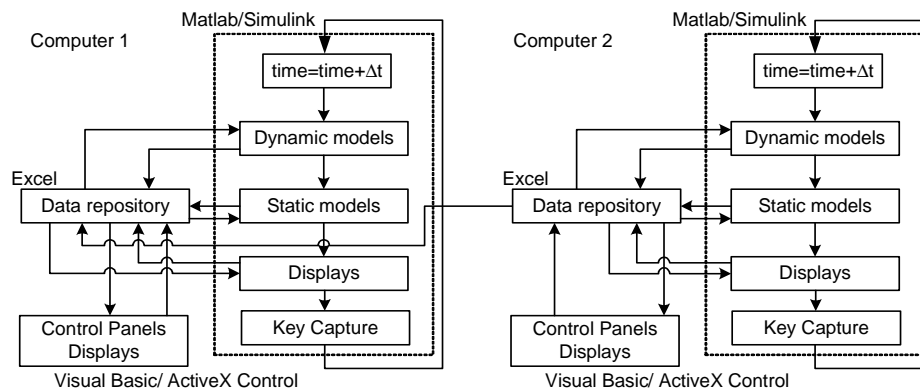 Matlab/Simulink
Computer 1
time=time+Δt
Dynamic models
Excel
Data repository
Static models
Displays
Control Panels
Displays
Key Capture
Visual Basic/ ActiveX Control
Matlab/Simulink
Computer 2
time=time+Δt
Dynamic models
Excel
Data repository
Static models
Displays
Control Panels
Displays
Key Capture
Visual Basic/ ActiveX Control